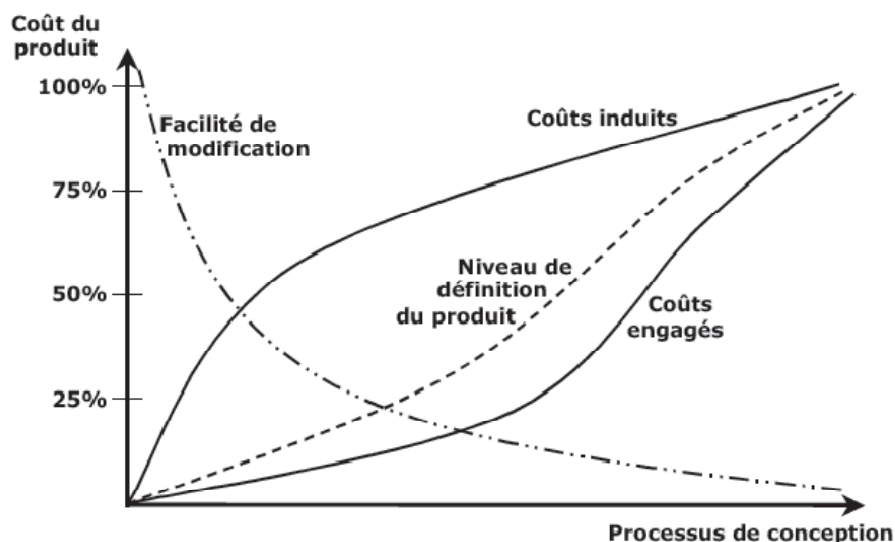 Coût du
produit
100%
Facilité de
modification
Coûts induits
75%
Niveau de
définition
du produit
50%
Coûts
engagés
25%
Processus de conception